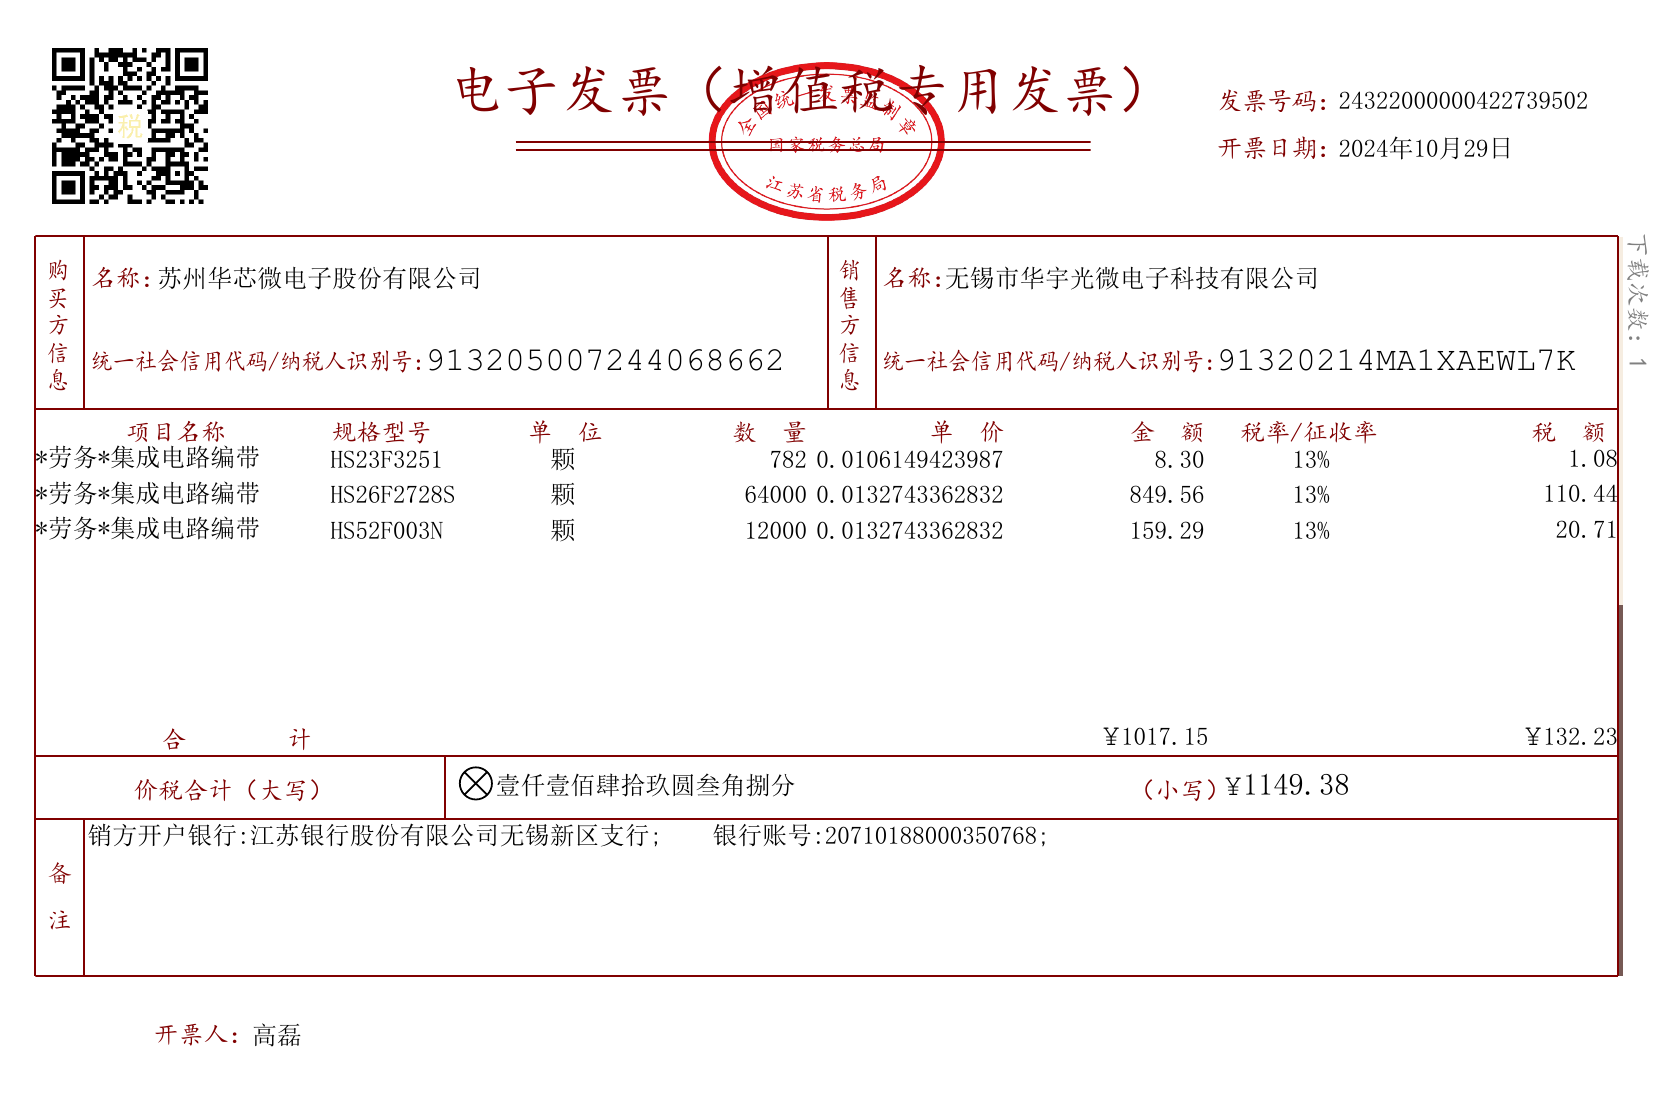 电子发票（增值税专用发票）
全国统一发票监制章
国家税务总局
江苏省税务局
税
发票号码：24322000000422739502
开票日期：2024年10月29日
下载次数：1
购买方信息
名称：苏州华芯微电子股份有限公司
统一社会信用代码/纳税人识别号：913205007244068662
销售方信息
名称：无锡市华宇光微电子科技有限公司
统一社会信用代码/纳税人识别号：91320214MA1XAEWL7K
项目名称 规格型号 单 位 数 量 单 价 金 额 税率/征收率 税 额
*劳务*集成电路编带 HS23F3251 颗 782 0.0106149423987 8.30 13% 1.08
*劳务*集成电路编带 HS26F2728S 颗 64000 0.0132743362832 849.56 13% 110.44
*劳务*集成电路编带 HS52F003N 颗 12000 0.0132743362832 159.29 13% 20.71
合 计 ¥1017.15 ¥132.23
价税合计（大写） 壹仟壹佰肆拾玖圆叁角捌分 （小写）¥1149.38
备注
销方开户银行:江苏银行股份有限公司无锡新区支行; 银行账号:20710188000350768;
开票人：高磊